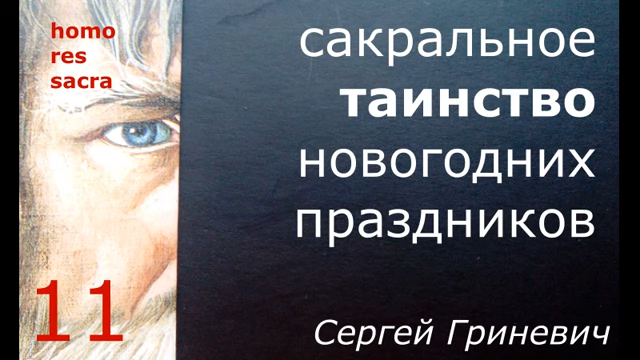 homo
res
sacra
сакральное
таинство
новогодних
праздников
11
Сергей Гриневич